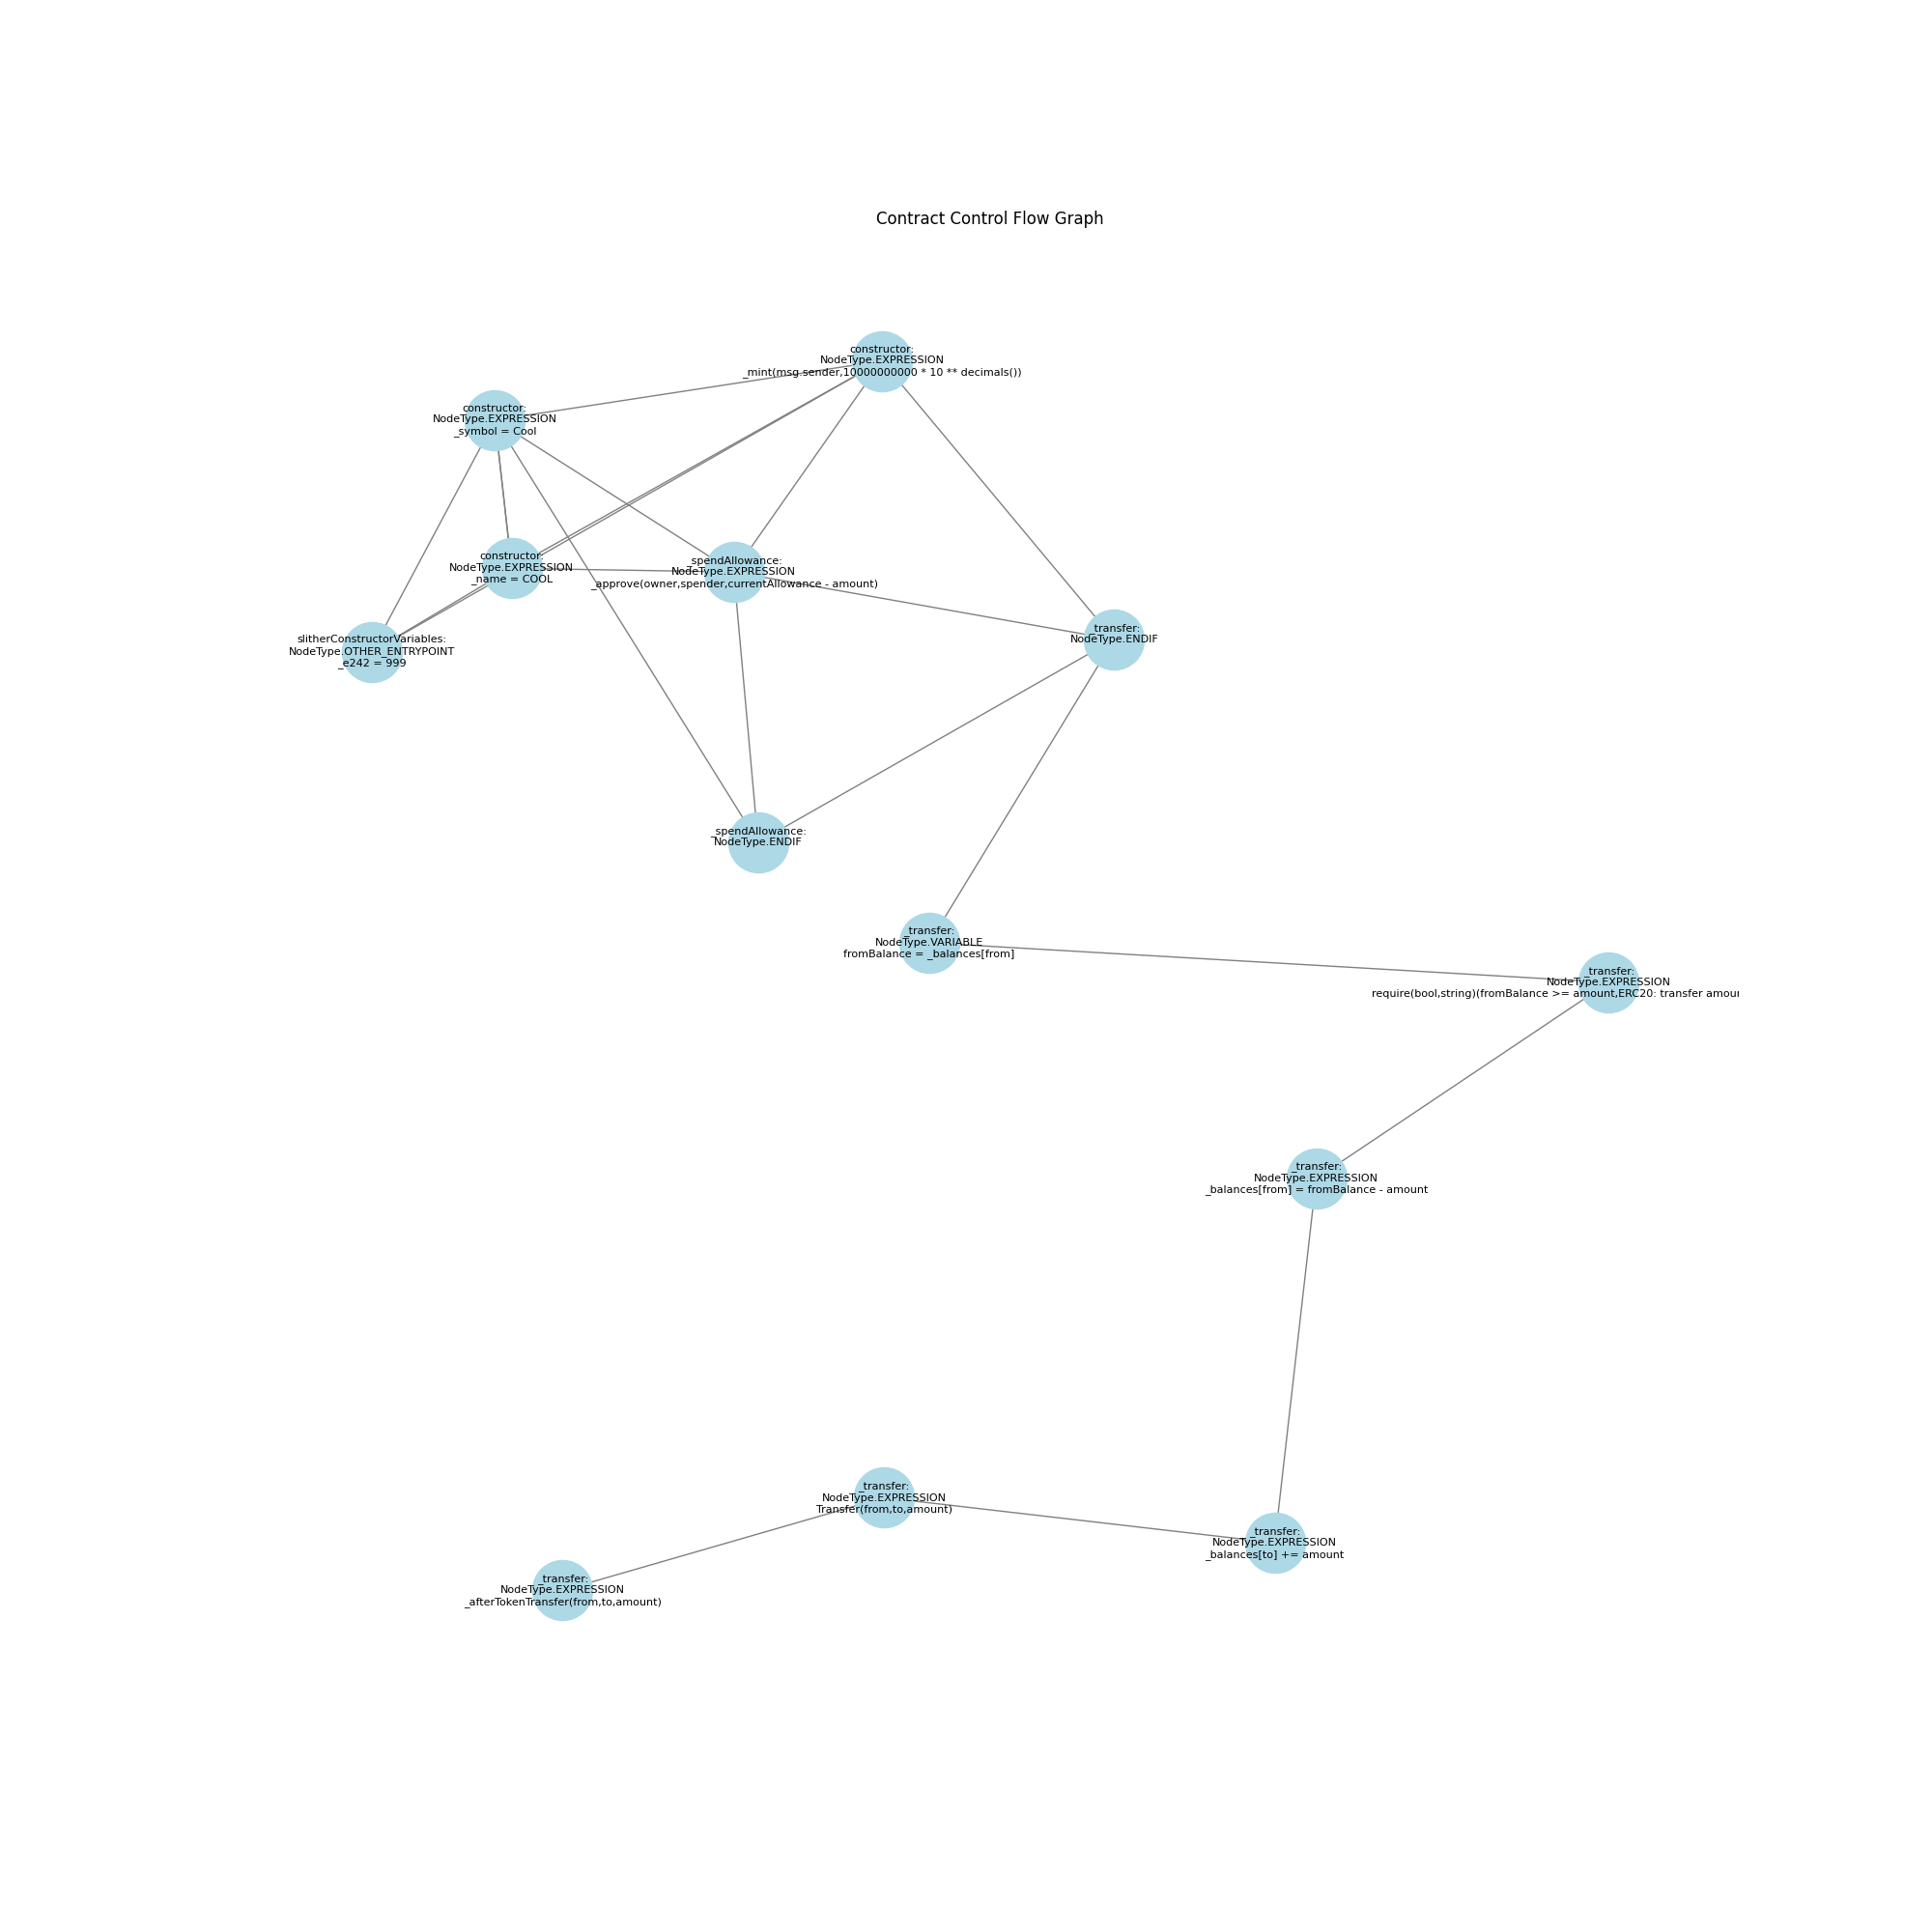 Contract Control Flow Graph
constructor:
NodeType.EXPRESSION
_mint(msg.sender,10000000000 * 10 ** decimals())
constructor:
NodeType.EXPRESSION
_symbol = Cool
constructor:
NodeType.EXPRESSION
_name = COOL
_spendAllowance:
NodeType.EXPRESSION
_approve(owner,spender,currentAllowance - amount)
_transfer:
NodeType.ENDIF
slitherConstructorVariables:
NodeType.OTHER_ENTRYPOINT
_e242 = 999
_spendAllowance:
NodeType.ENDIF
_transfer:
NodeType.VARIABLE
fromBalance = _balances[from]
_transfer:
NodeType.EXPRESSION
require(bool,string)(fromBalance >= amount,ERC20: transfer amou
_transfer:
NodeType.EXPRESSION
_balances[from] = fromBalance - amount
_transfer:
NodeType.EXPRESSION
Transfer(from,to,amount)
_transfer:
NodeType.EXPRESSION
_balances[to] += amount
_transfer:
NodeType.EXPRESSION
_afterTokenTransfer(from,to,amount)